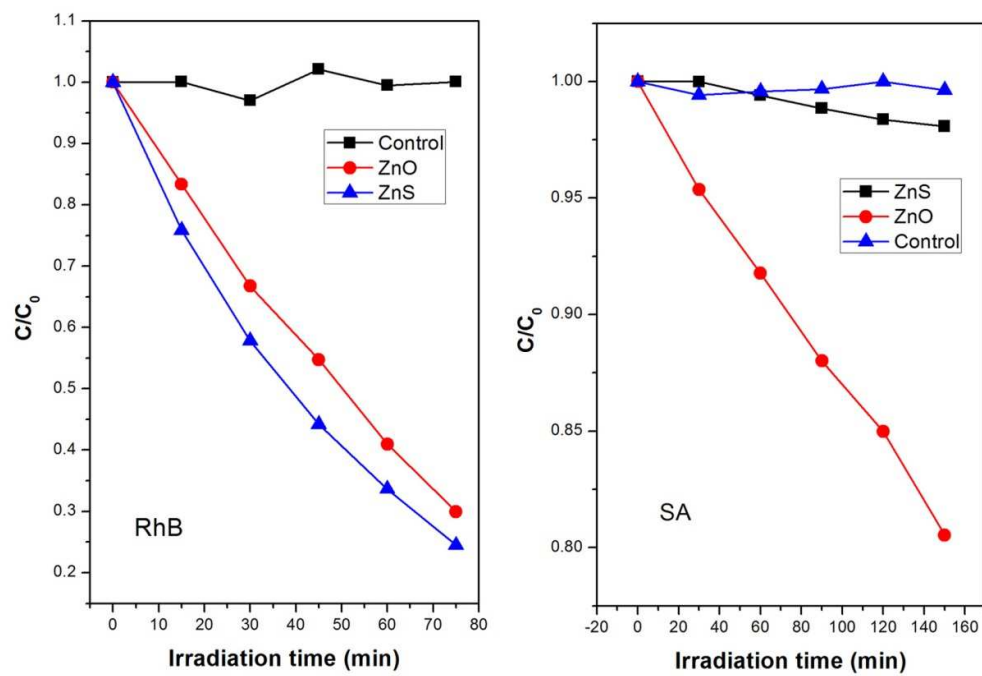 1.1
1.0
0.9
0.8
0.7
0.6
0.5
0.4
0.3
0.2
C/C0
Control
ZnO
ZnS
RhB
0 10 20 30 40 50 60 70 80
Irradiation time (min)
1.00
0.95
0.90
0.85
0.80
C/C0
ZnS
ZnO
Control
SA
-20 0 20 40 60 80 100 120 140 160
Irradiation time (min)